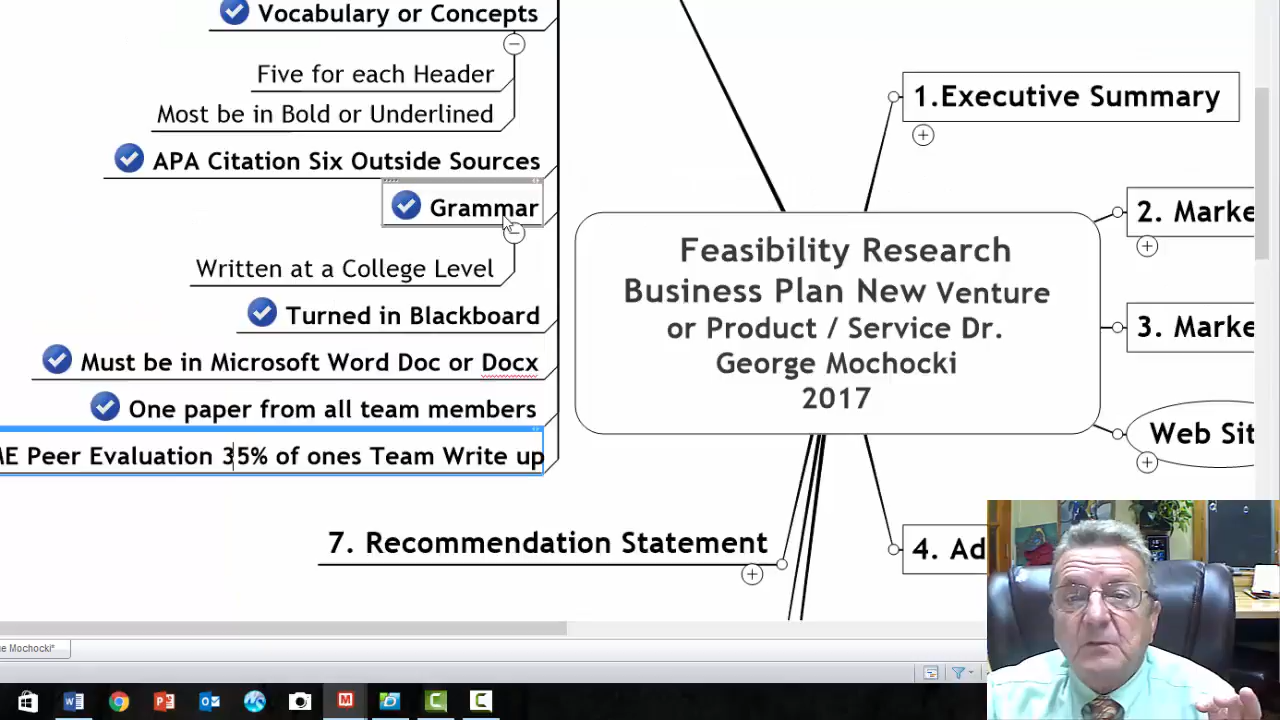 Vocabulary or Concepts
Five for each Header
Most be in Bold or Underlined
APA Citation Six Outside Sources
Grammar
Written at a College Level
Turned in Blackboard
Must be in Microsoft Word Doc or Docx
One paper from all team members
Peer Evaluation 35% of ones Team Write up
1.Executive Summary
2. Marke
3. Marke
Feasibility Research
Business Plan New Venture
or Product / Service Dr.
George Mochocki
2017
Web Sit
4. Ad
7. Recommendation Statement
e Mochocki*